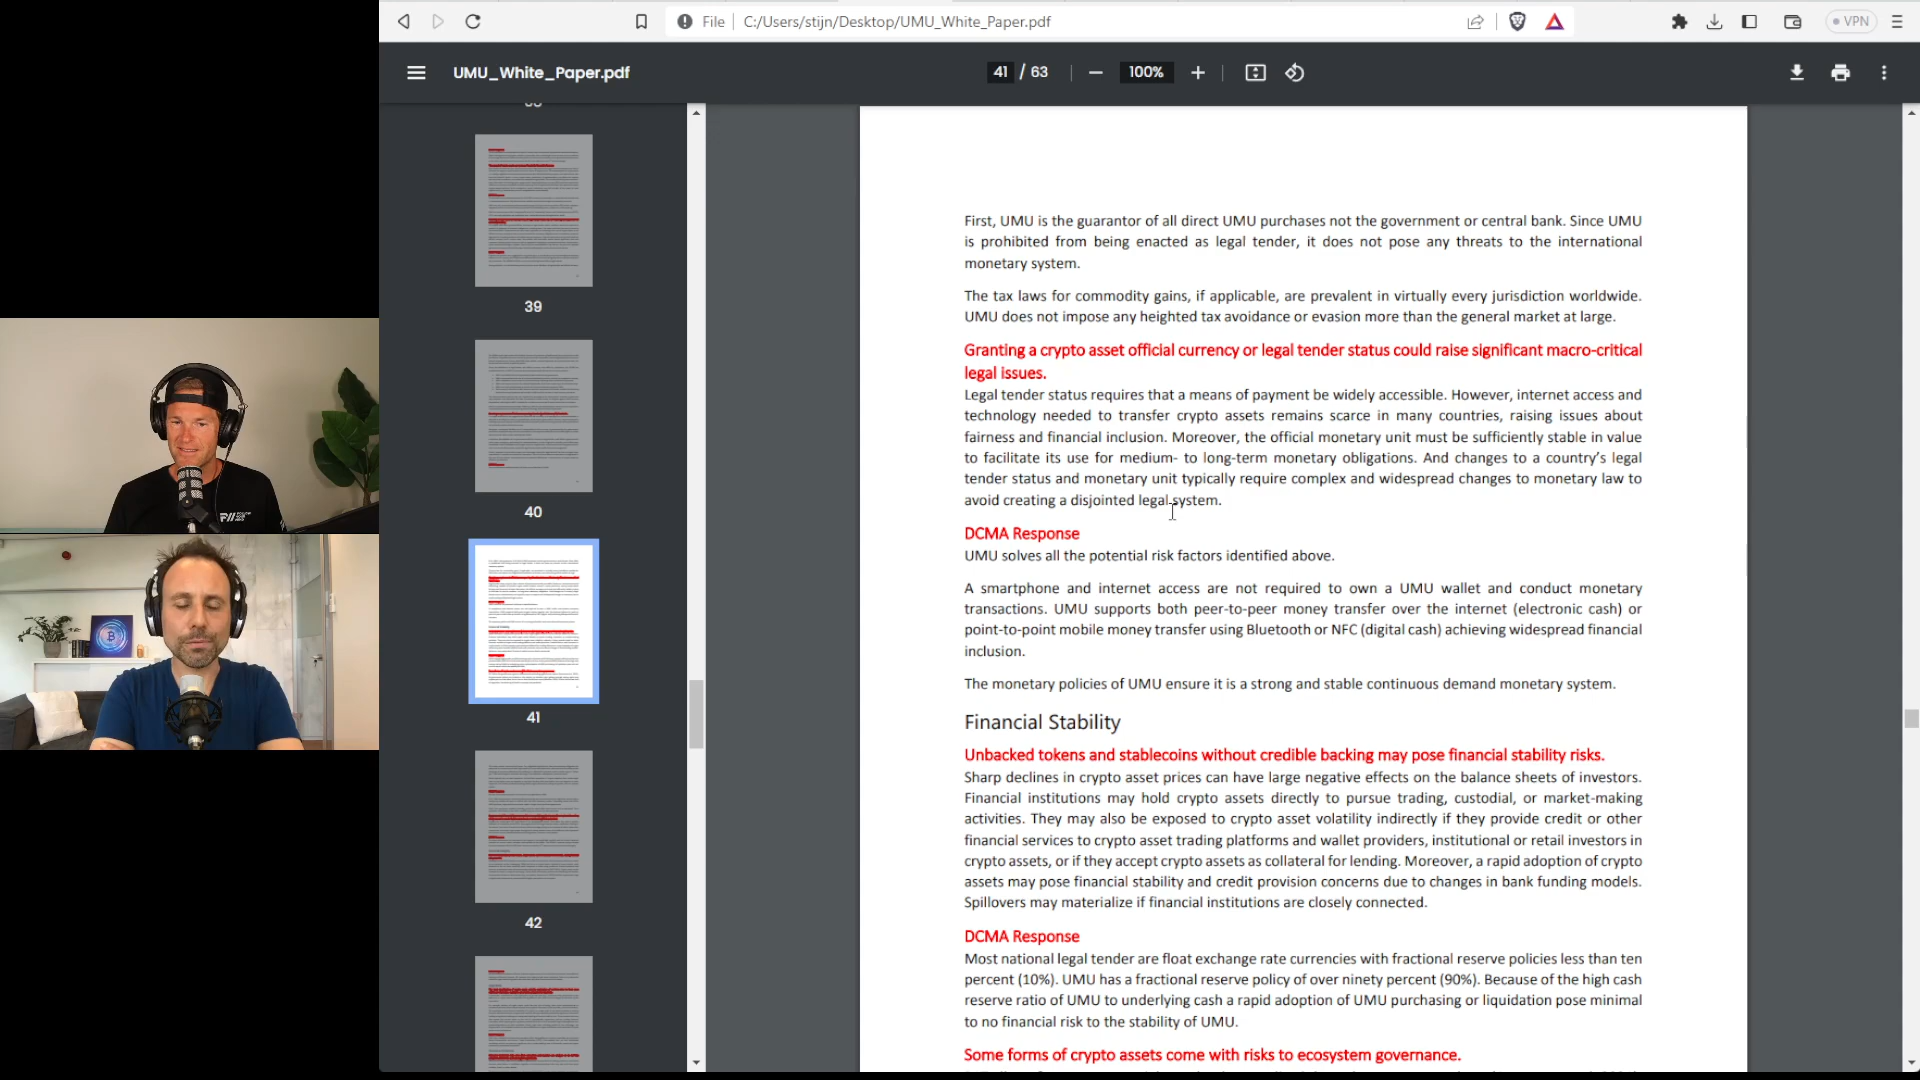 File
C:/Users/stijn/Desktop/UMU_White_Paper.pdf
VPN
UMU_White_Paper.pdf
41 / 63
100%
39
40
41
42
First, UMU is the guarantor of all direct UMU purchases not the government or central bank. Since UMU
is prohibited from being enacted as legal tender, it does not pose any threats to the international
monetary system.
The tax laws for commodity gains, if applicable, are prevalent in virtually every jurisdiction worldwide.
UMU does not impose any heighted tax avoidance or evasion more than the general market at large.
Granting a crypto asset official currency or legal tender status could raise significant macro-critical
legal issues.
Legal tender status requires that a means of payment be widely accessible. However, internet access and
technology needed to transfer crypto assets remains scarce in many countries, raising issues about
fairness and financial inclusion. Moreover, the official monetary unit must be sufficiently stable in value
to facilitate its use for medium- to long-term monetary obligations. And changes to a country's legal
tender status and monetary unit typically require complex and widespread changes to monetary law to
avoid creating a disjointed legal system.
DCMA Response
UMU solves all the potential risk factors identified above.
A smartphone and internet access are not required to own a UMU wallet and conduct monetary
transactions. UMU supports both peer-to-peer money transfer over the internet (electronic cash) or
point-to-point mobile money transfer using Bluetooth or NFC (digital cash) achieving widespread financial
inclusion.
The monetary policies of UMU ensure it is a strong and stable continuous demand monetary system.
Financial Stability
Unbacked tokens and stablecoins without credible backing may pose financial stability risks.
Sharp declines in crypto asset prices can have large negative effects on the balance sheets of investors.
Financial institutions may hold crypto assets directly to pursue trading, custodial, or market-making
activities. They may also be exposed to crypto asset volatility indirectly if they provide credit or other
financial services to crypto asset trading platforms and wallet providers, institutional or retail investors in
crypto assets, or if they accept crypto assets as collateral for lending. Moreover, a rapid adoption of crypto
assets may pose financial stability and credit provision concerns due to changes in bank funding models.
Spillovers may materialize if financial institutions are closely connected.
DCMA Response
Most national legal tender are float exchange rate currencies with fractional reserve policies less than ten
percent (10%). UMU has a fractional reserve policy of over ninety percent (90%). Because of the high cash
reserve ratio of UMU to underlying cash a rapid adoption of UMU purchasing or liquidation pose minimal
to no financial risk to the stability of UMU.
Some forms of crypto assets come with risks to ecosystem governance.